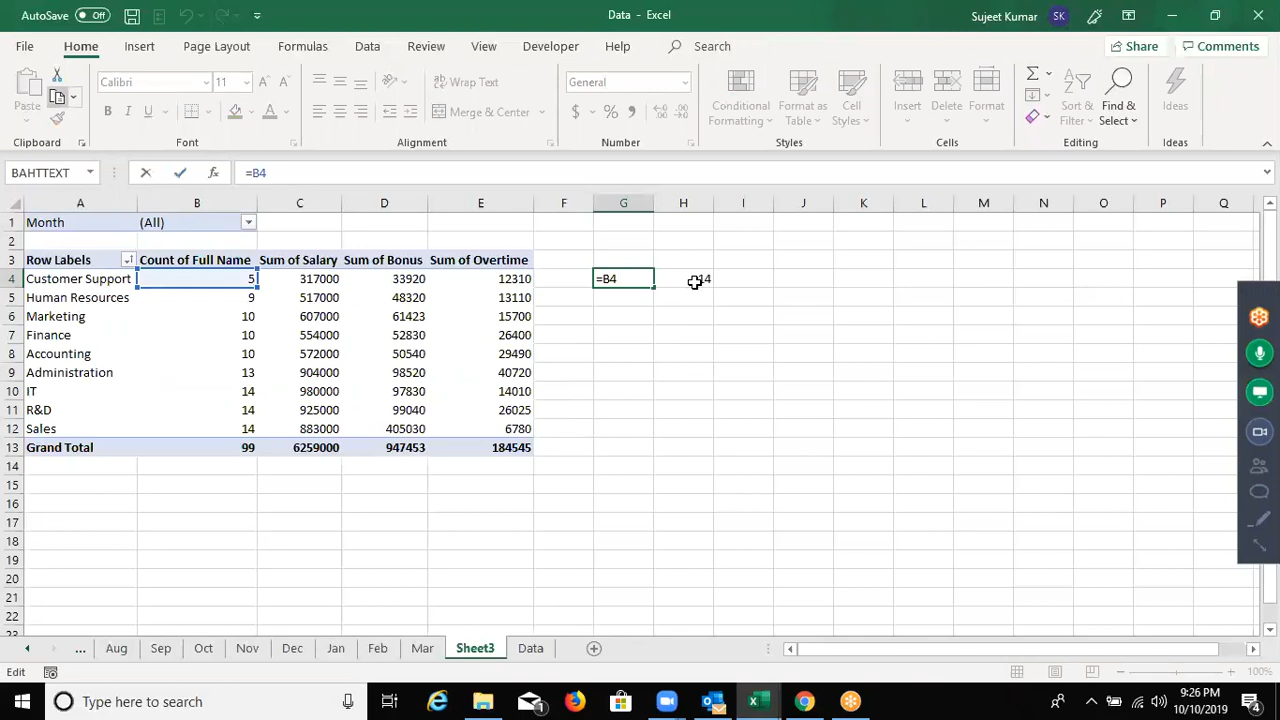 AutoSave Off Data - Excel Sujeet Kumar SK
File Home Insert Page Layout Formulas Data Review View Developer Help Search Share Comments
Paste Calibri 11 Wrap Text General Conditional Formatting Format as Table Cell Styles Insert Delete Format Sort & Filter Find & Select Ideas
B I U Merge & Center $ %
Clipboard Font Alignment Number Styles Cells Editing Ideas
BAHTTEXT =B4
A B C D E F G H I J K L M N O P Q
1 Month (All)
2
3 Row Labels Count of Full Name Sum of Salary Sum of Bonus Sum of Overtime
4 Customer Support 5 317000 33920 12310 =B4 14
5 Human Resources 9 517000 48320 13110
6 Marketing 10 607000 61423 15700
7 Finance 10 554000 52830 26400
8 Accounting 10 572000 50540 29490
9 Administration 13 904000 98520 40720
10 IT 14 980000 97830 14010
11 R&D 14 925000 99040 26025
12 Sales 14 883000 405030 6780
13 Grand Total 99 6259000 947453 184545
14
15
16
17
18
19
20
21
22
23
... Aug Sep Oct Nov Dec Jan Feb Mar Sheet3 Data
Edit 100%
Type here to search 1 9:26 PM
10/10/2019 4